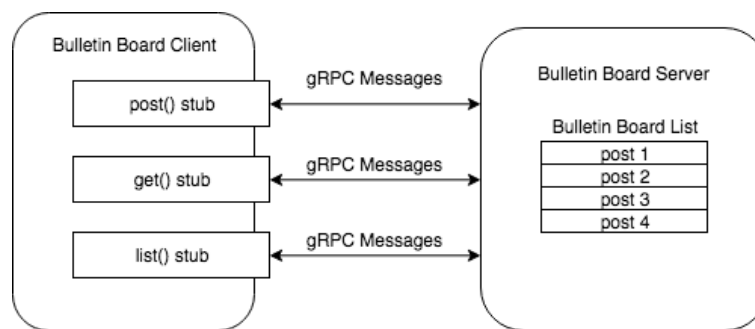 Bulletin Board Client
post() stub
get() stub
list() stub
gRPC Messages
gRPC Messages
gRPC Messages
Bulletin Board Server
Bulletin Board List
post 1
post 2
post 3
post 4